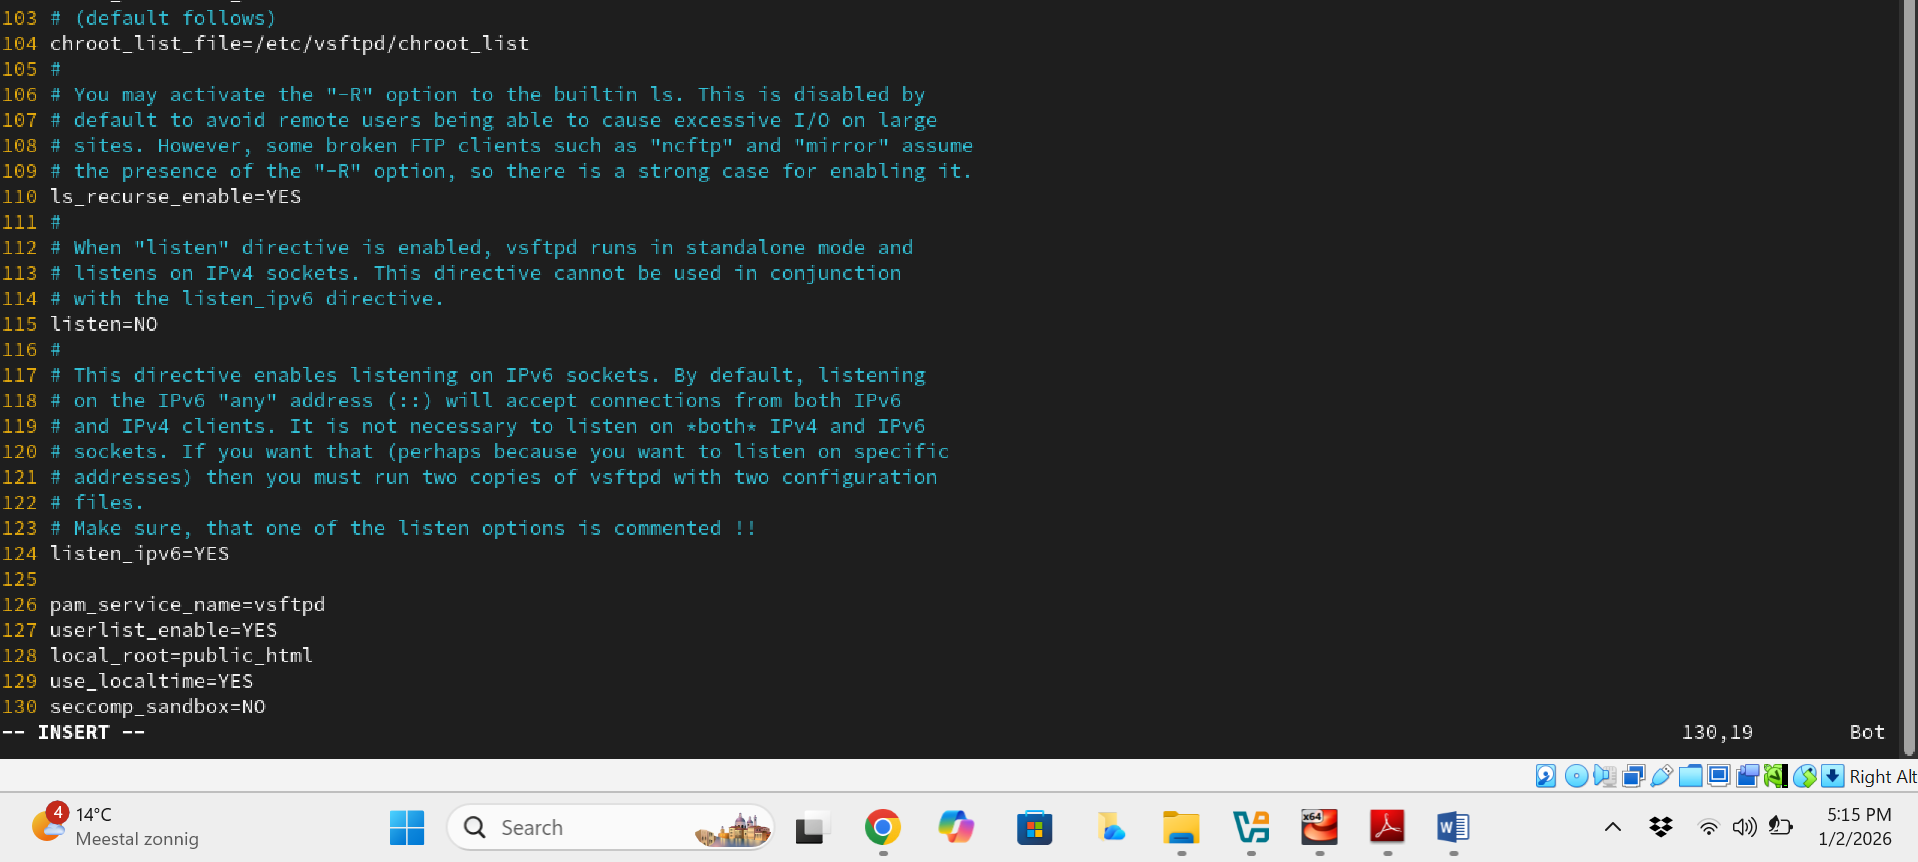 103 # (default follows)
104 chroot_list_file=/etc/vsftpd/chroot_list
105 #
106 # You may activate the "-R" option to the builtin ls. This is disabled by
107 # default to avoid remote users being able to cause excessive I/O on large
108 # sites. However, some broken FTP clients such as "ncftp" and "mirror" assume
109 # the presence of the "-R" option, so there is a strong case for enabling it.
110 ls_recurse_enable=YES
111 #
112 # When "listen" directive is enabled, vsftpd runs in standalone mode and
113 # listens on IPv4 sockets. This directive cannot be used in conjunction
114 # with the listen_ipv6 directive.
115 listen=NO
116 #
117 # This directive enables listening on IPv6 sockets. By default, listening
118 # on the IPv6 "any" address (::) will accept connections from both IPv6
119 # and IPv4 clients. It is not necessary to listen on *both* IPv4 and IPv6
120 # sockets. If you want that (perhaps because you want to listen on specific
121 # addresses) then you must run two copies of vsftpd with two configuration
122 # files.
123 # Make sure, that one of the listen options is commented !!
124 listen_ipv6=YES
125
126 pam_service_name=vsftpd
127 userlist_enable=YES
128 local_root=public_html
129 use_localtime=YES
130 seccomp_sandbox=NO
-- INSERT -- 130,19 Bot
Right Alt
4
14°C
Meestal zonnig
Search
x64
W
5:15 PM
1/2/2026